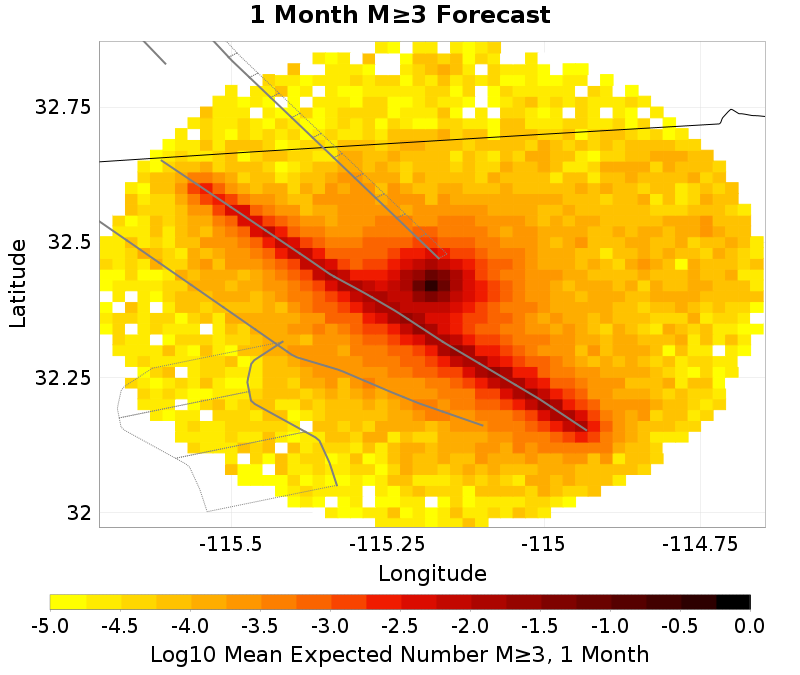 1 Month M≥3 Forecast
Latitude
32.75
32.5
32.25
32
-115.5
-115.25
-115
-114.75
Longitude
-5.0 -4.5 -4.0 -3.5 -3.0 -2.5 -2.0 -1.5 -1.0 -0.5 0.0
Log10 Mean Expected Number M≥3, 1 Month